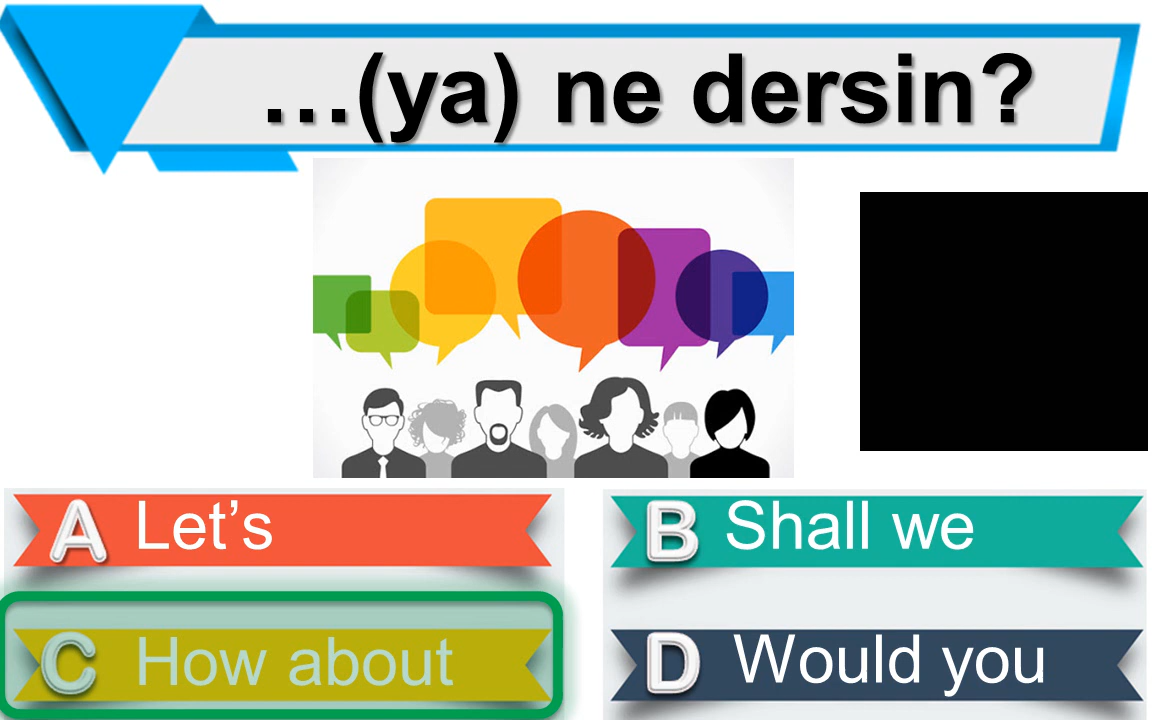 …(ya) ne dersin?
A Let’s
B Shall we
C How about
D Would you